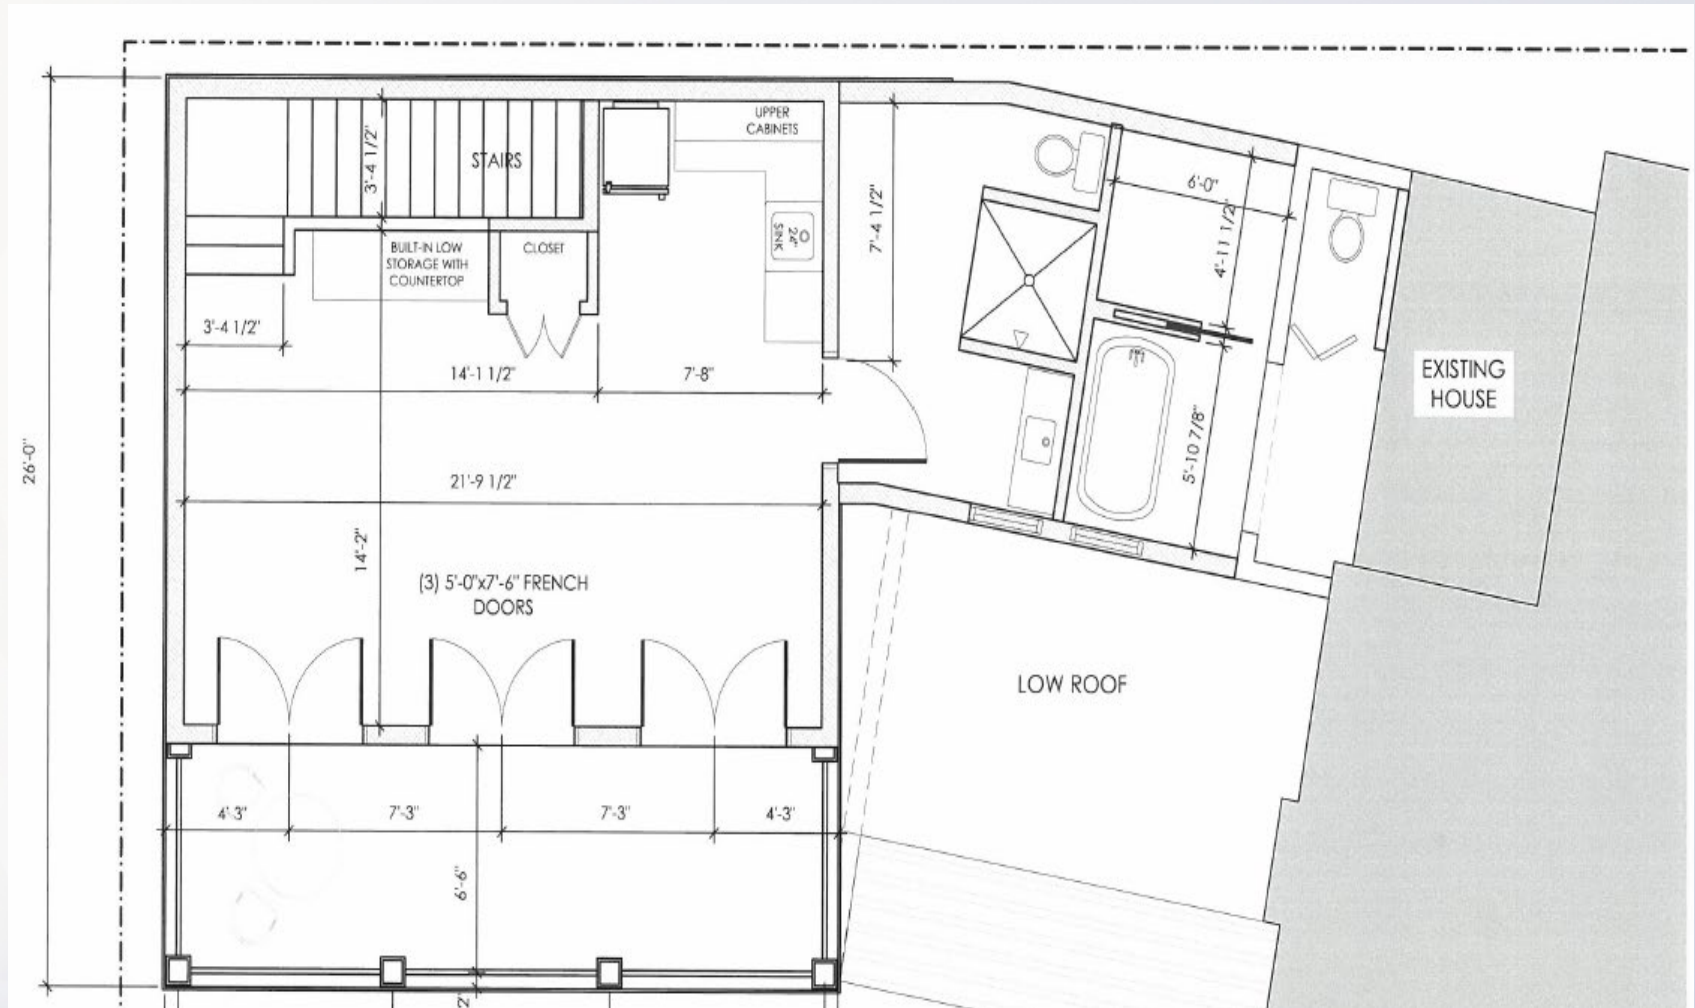 UPPER
CABINETS
STAIRS
3'-4 1/2"
6'-0"
7'-4 1/2"
4'-11 1/2"
24"
SINK
BUILT-IN LOW
STORAGE WITH
COUNTERTOP
CLOSET
3'-4 1/2"
14'-1 1/2"
7'-8"
EXISTING
HOUSE
26'-0"
5'-10 7/8"
21'-9 1/2"
14'-2"
(3) 5'-0"x7'-6" FRENCH
DOORS
LOW ROOF
4'-3"
7'-3"
7'-3"
4'-3"
6'-6"